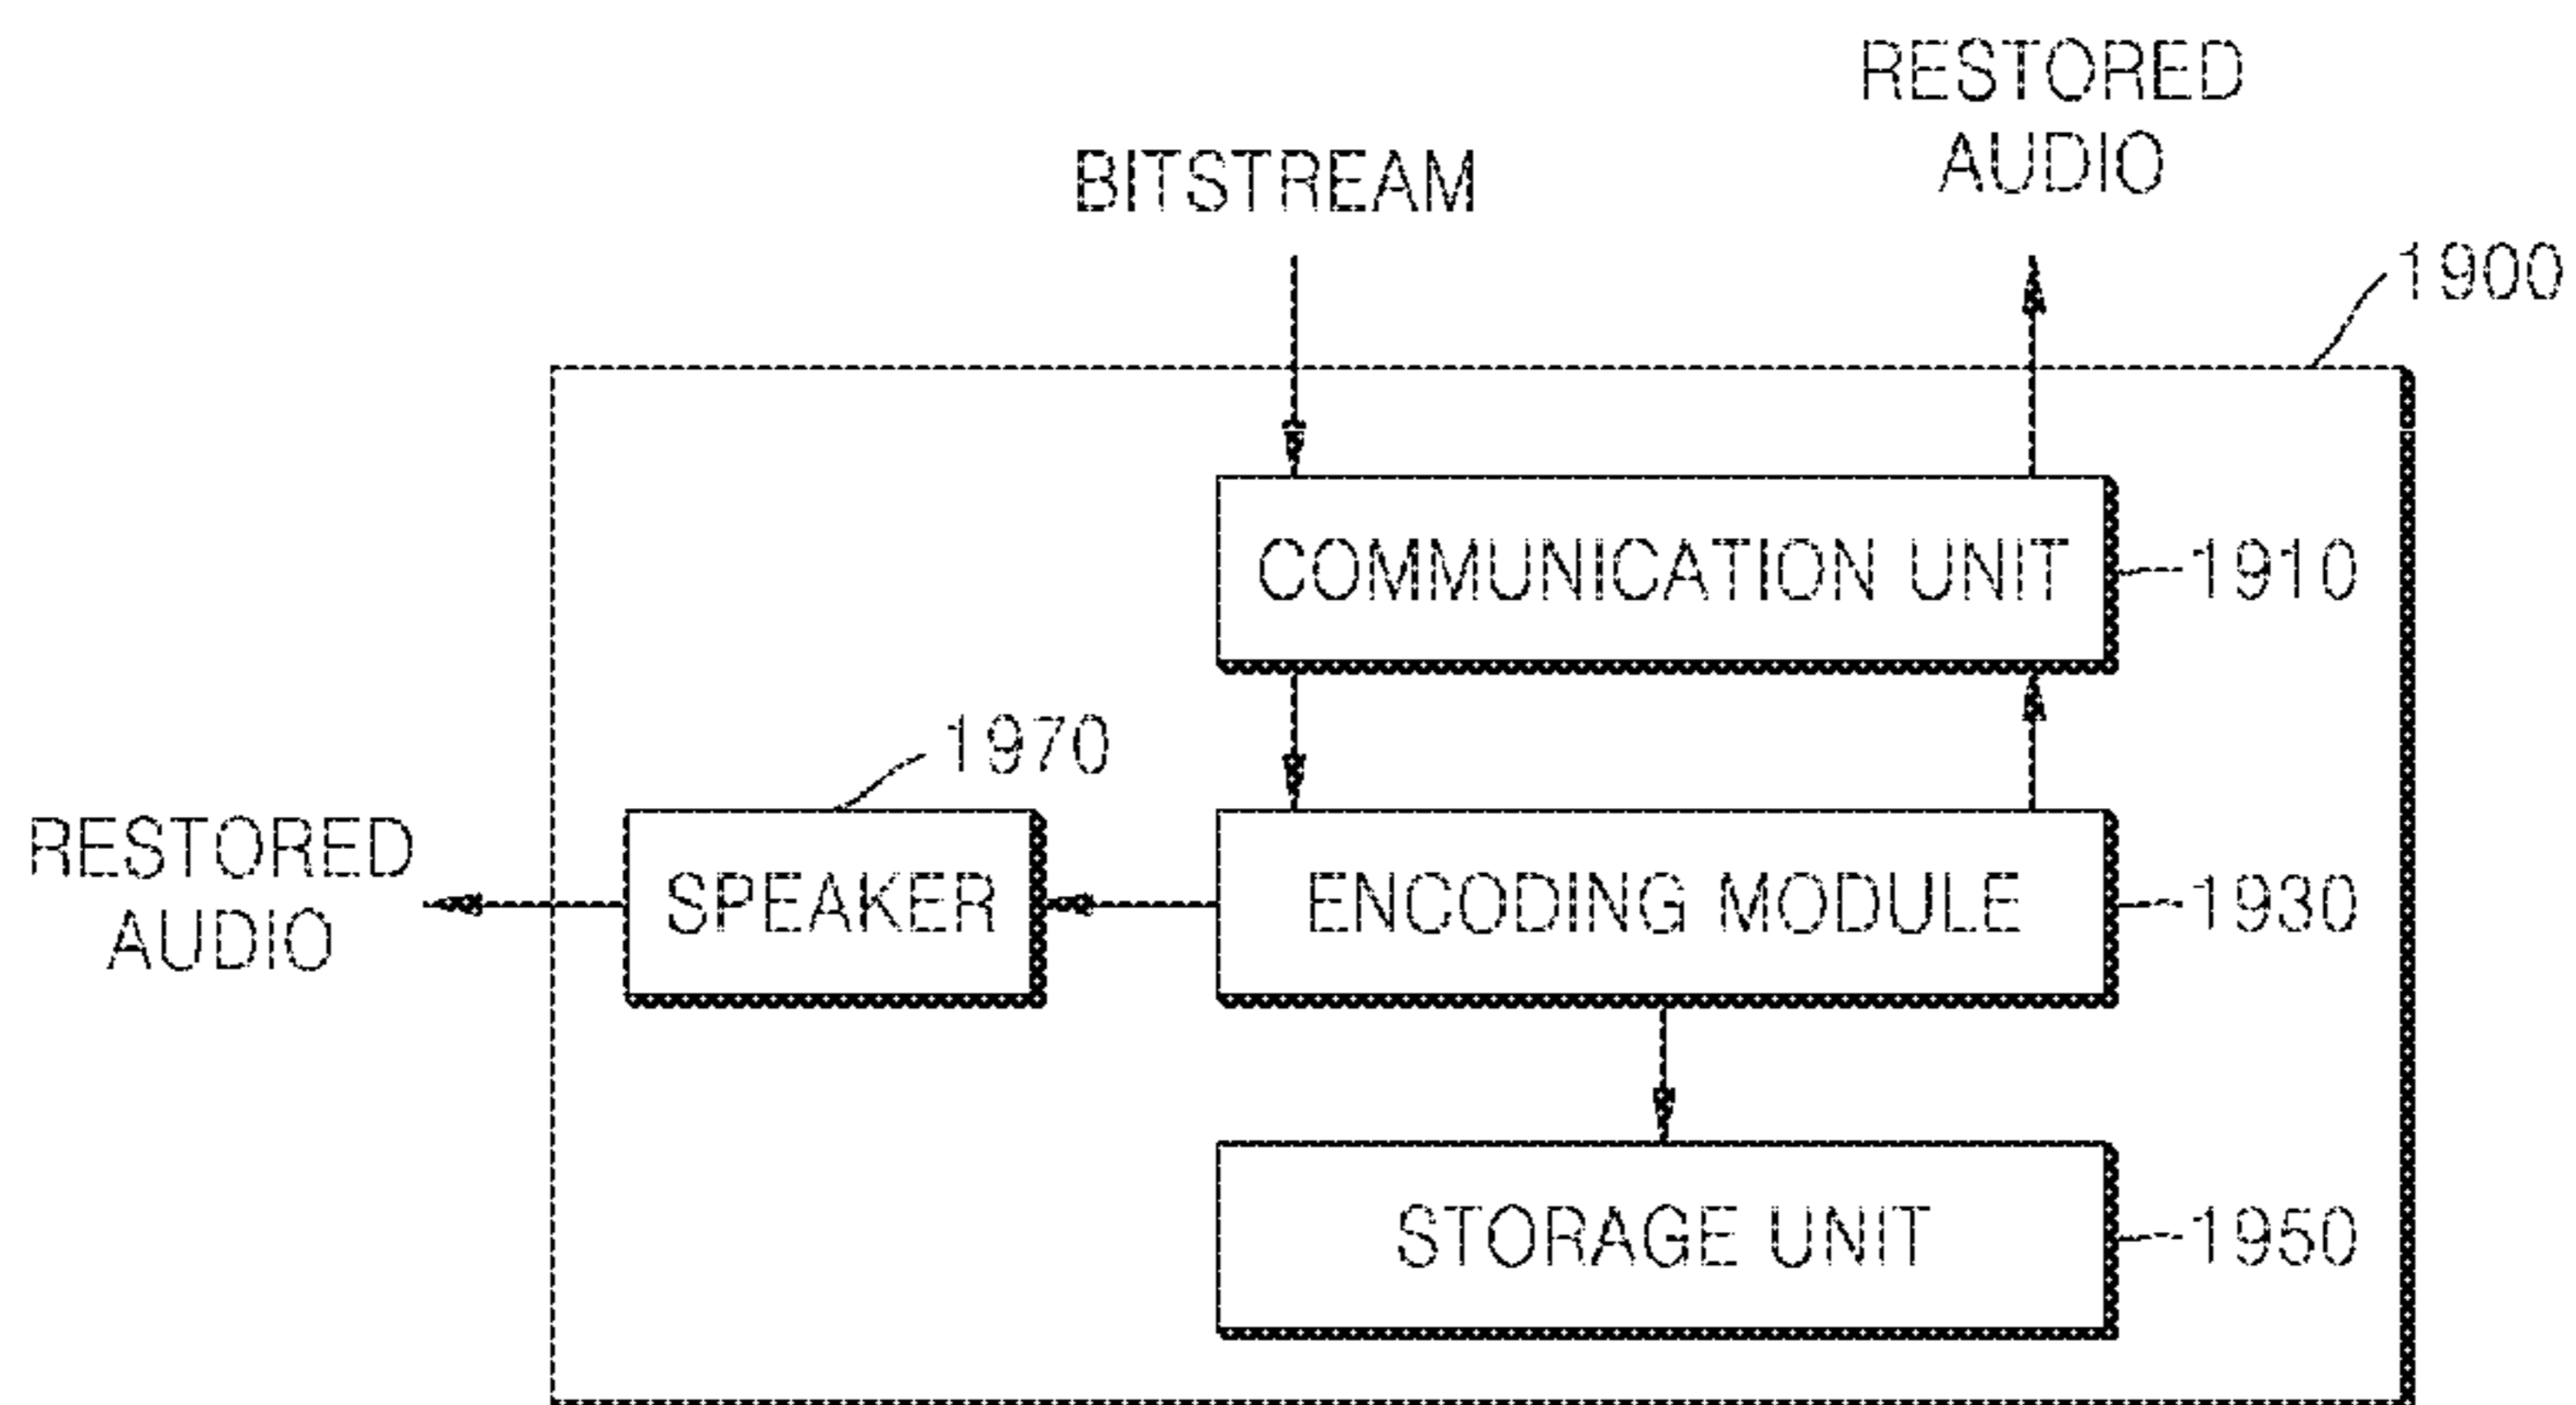 RESTORED
AUDIO
BITSTREAM
1900
COMMUNICATION UNIT
1910
1970
RESTORED
AUDIO
SPEAKER
ENCODING MODULE
1930
STORAGE UNIT
1950